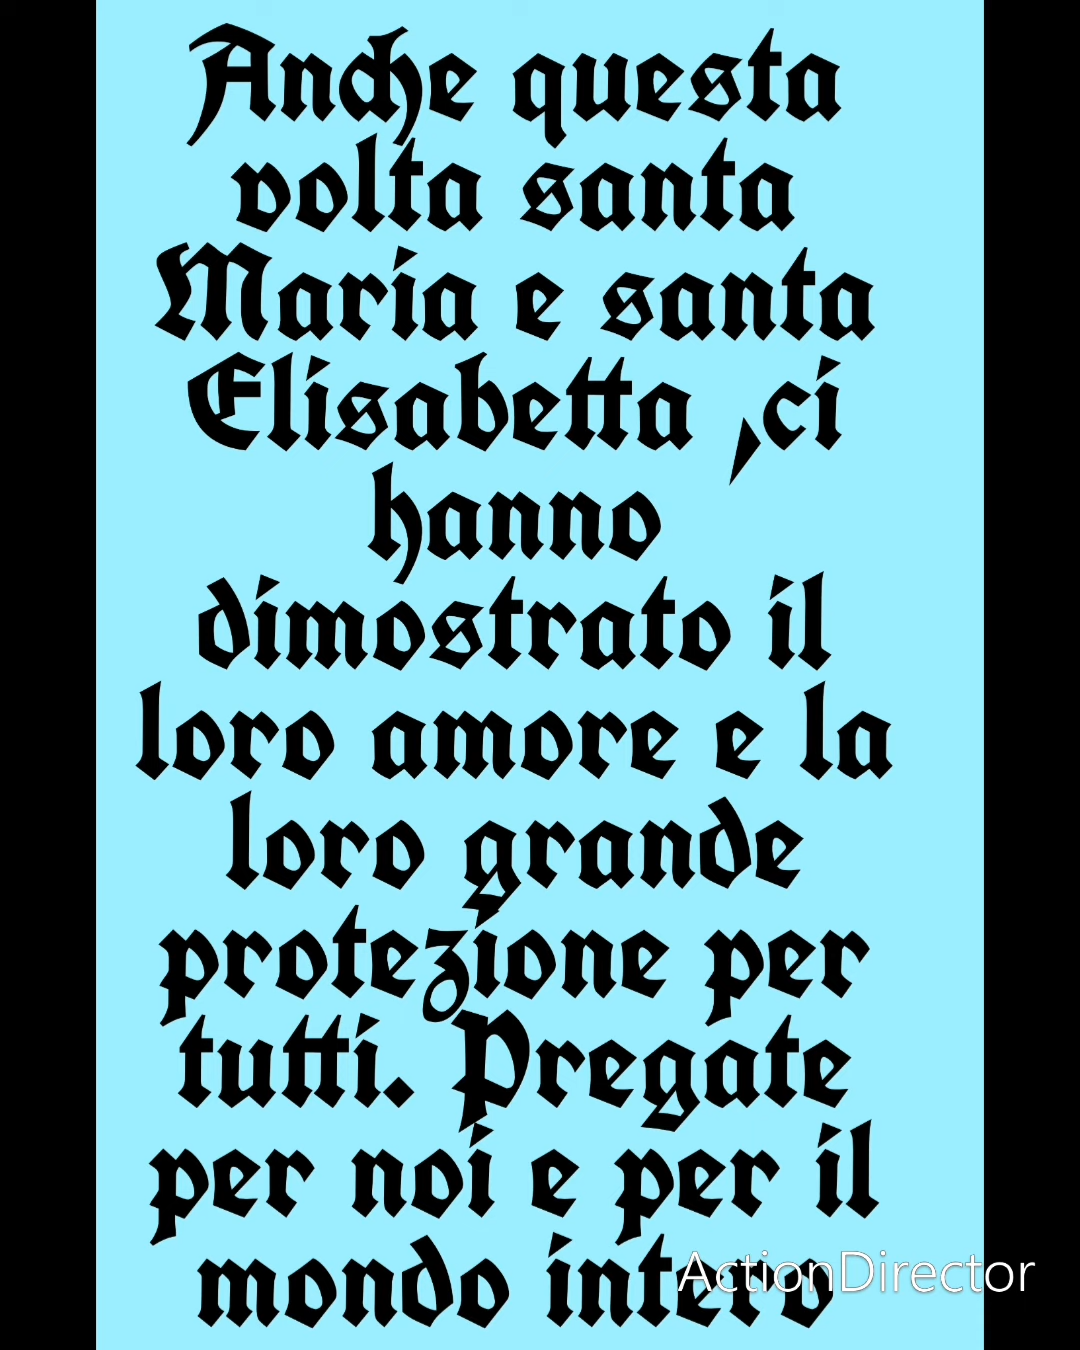 Anche questa
volta santa
Maria e santa
Elisabetta ,ci
hanno
dimostrato il
loro amore e la
loro grande
protezione per
tutti. Pregate
per noi e per il
mondo intero
ActionDirector